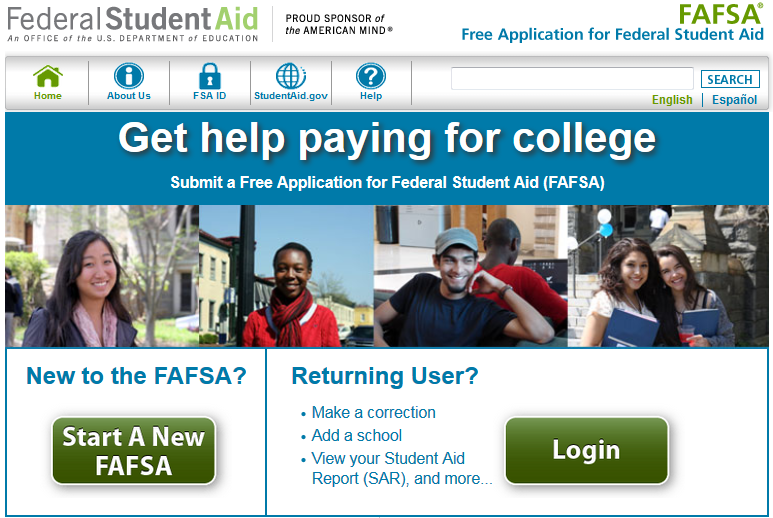 Federal Student Aid
An OFFICE of the U.S. DEPARTMENT of EDUCATION
PROUD SPONSOR of
the AMERICAN MIND®
FAFSA®
Free Application for Federal Student Aid
Home
About Us
FSA ID
StudentAid.gov
Help
SEARCH
English | Español
Get help paying for college
Submit a Free Application for Federal Student Aid (FAFSA)
New to the FAFSA?
Start A New
FAFSA
Returning User?
• Make a correction
• Add a school
• View your Student Aid
Report (SAR), and more...
Login